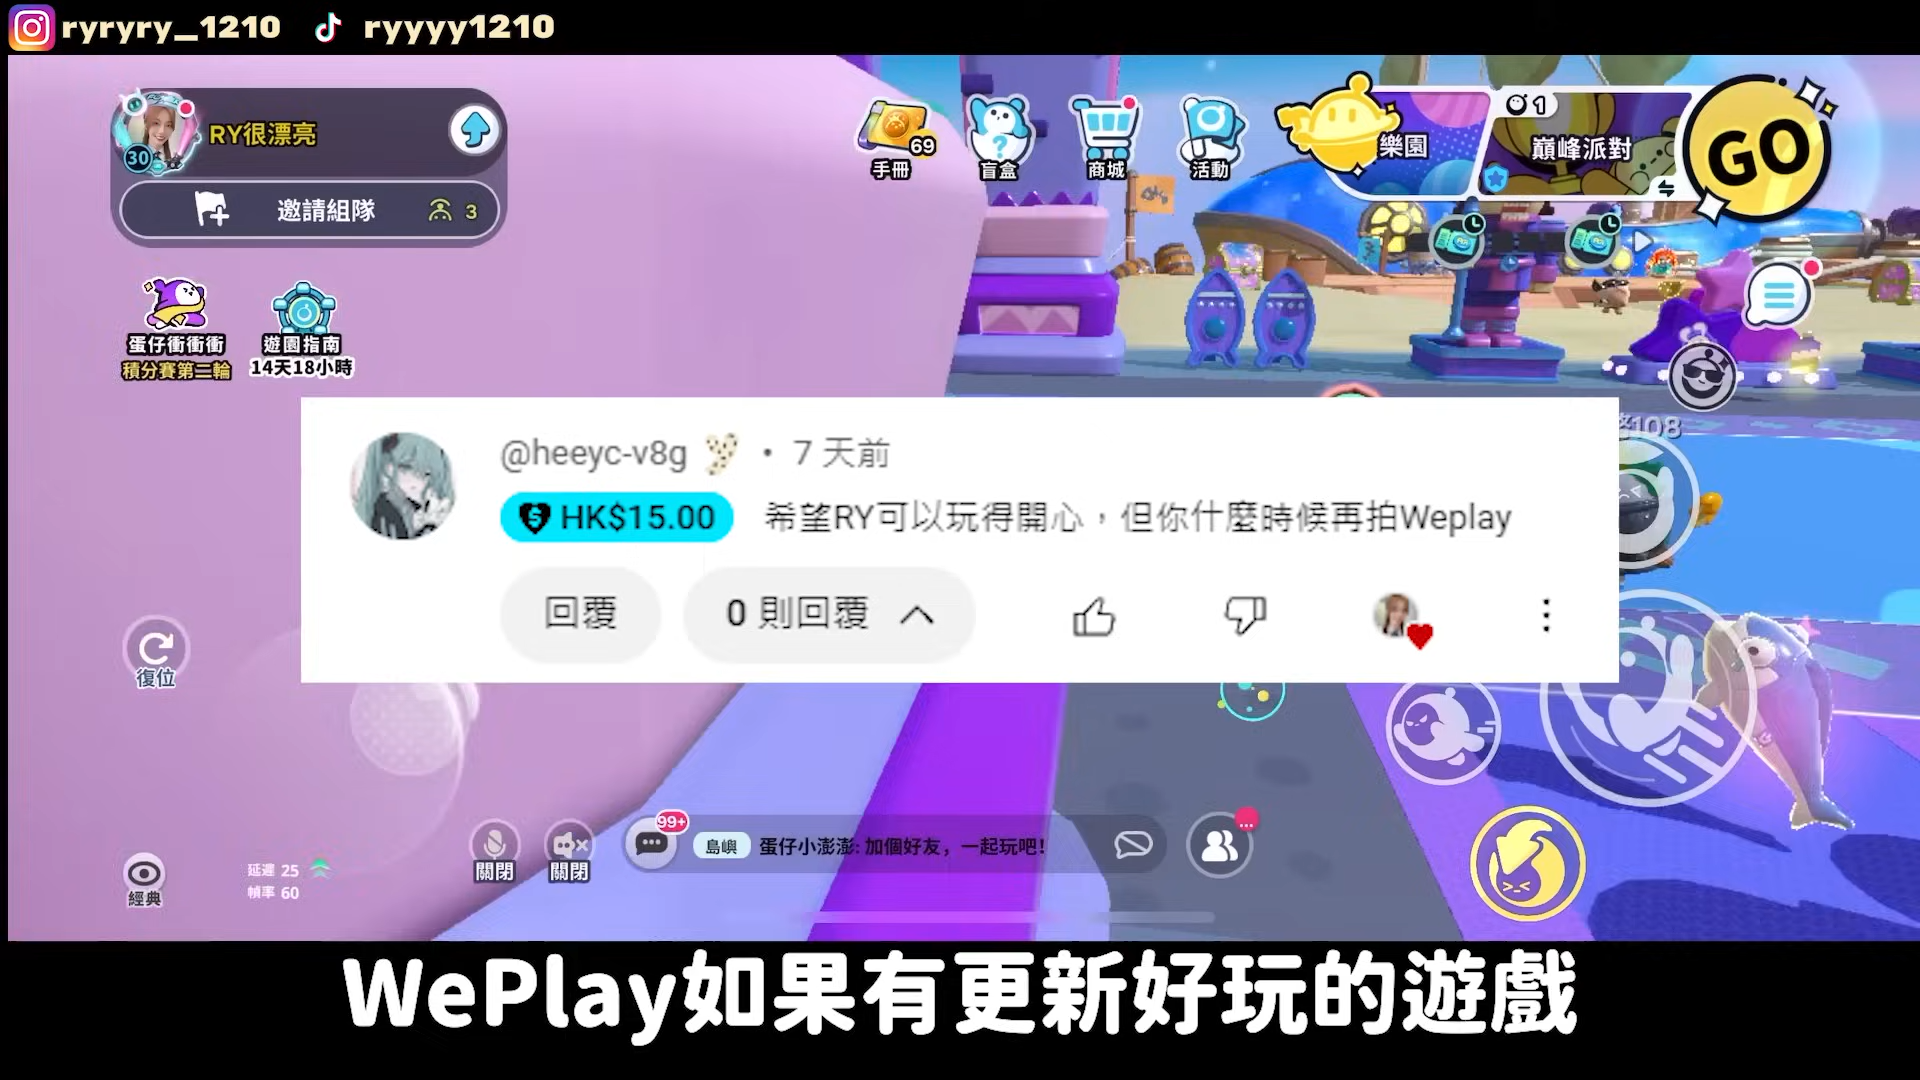 ryryry_1210 ryyyy1210
RY很漂亮
30
邀請組隊 3
69
手冊
盲盒
商城
活動
樂園
1
巔峰派對
GO
蛋仔衝衝衝
積分賽第二輪
遊園指南
14天18小時
108
@heeyc-v8g • 7 天前
HK$15.00 希望RY可以玩得開心，但你什麼時候再拍Weplay
回覆
0 則回覆
復位
經典
延遲 25
幀率 60
關閉
關閉
99+
島嶼 蛋仔小澎澎: 加個好友，一起玩吧!
WePlay如果有更新好玩的遊戲